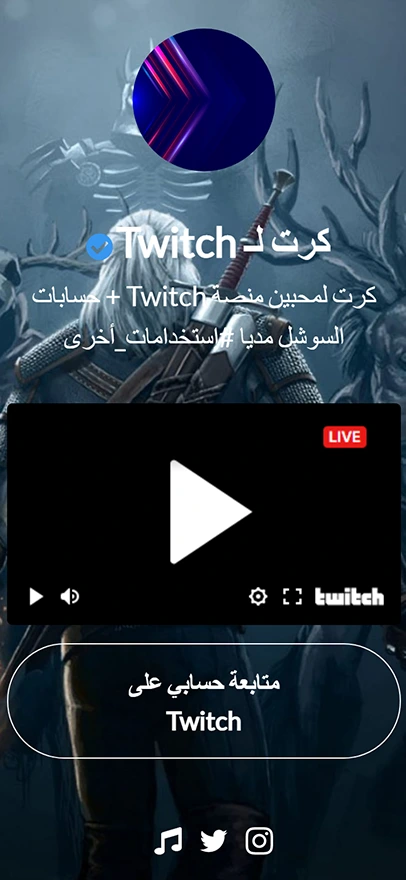 كرت لـ Twitch
كرت لمحبين منصة Twitch + حسابات
السوشل مديا #استخدامات_أخرى
LIVE
twitch
متابعة حسابي على
Twitch